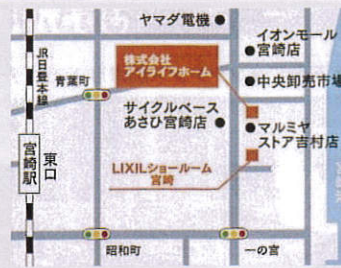 ヤマダ電機
イオンモール
宮崎店
JR日豊本線
株式会社
アイライフホーム
青葉町
中央卸売市場
サイクルベース
あさひ宮崎店
マルミヤ
ストア吉村店
宮崎駅
東口
LIXILショールーム
宮崎
昭和町
一の宮